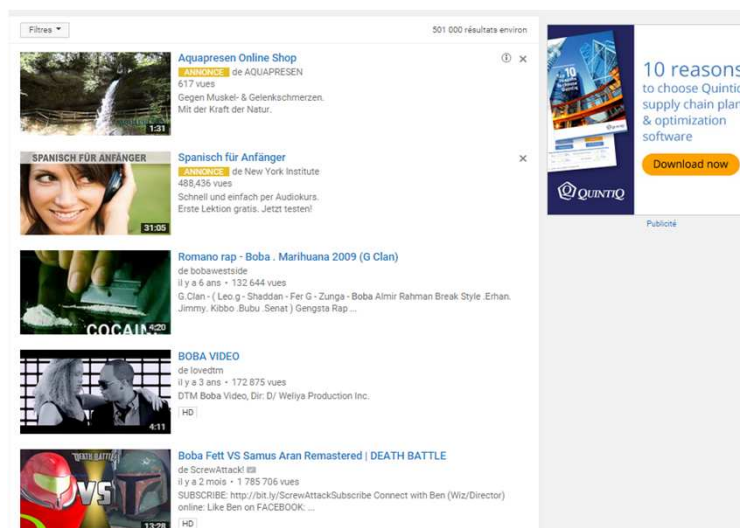 Filtres
501 000 résultats environ
Aquapresen Online Shop
ANNONCE de AQUAPRESEN
617 vues
Gegen Muskel- & Gelenkschmerzen.
Mit der Kraft der Natur.
1:31
SPANISCH FÜR ANFÄNGER
Spanisch für Anfänger
ANNONCE de New York Institute
488,436 vues
Schnell und einfach per Audiokurs.
Erste Lektion gratis. Jetzt testen!
31:05
Romano rap - Boba . Marihuana 2009 (G Clan)
de bobawestside
il y a 6 ans • 132 644 vues
G.Clan - ( Leo.g - Shaddan - Fer G - Zunga - Boba Almir Rahman Break Style .Erhan.
Jimmy. Kibbo .Bubu .Senat ) Gengsta Rap ...
4:20
BOBA VIDEO
de lovedtm
il y a 3 ans • 172 875 vues
DTM Boba Video, Dir: D/ Weliya Production Inc.
HD
4:11
DEATH BATTLE
VS
Boba Fett VS Samus Aran Remastered | DEATH BATTLE
de ScrewAttack!
il y a 2 mois • 1 785 706 vues
SUBSCRIBE: http://bit.ly/ScrewAttackSubscribe Connect with Ben (Wiz/Director)
online: Like Ben on FACEBOOK: ...
HD
13:28
10 reasons
to choose Quintiq
supply chain plan
& optimization
software
Download now
QUINTIQ
Publicité